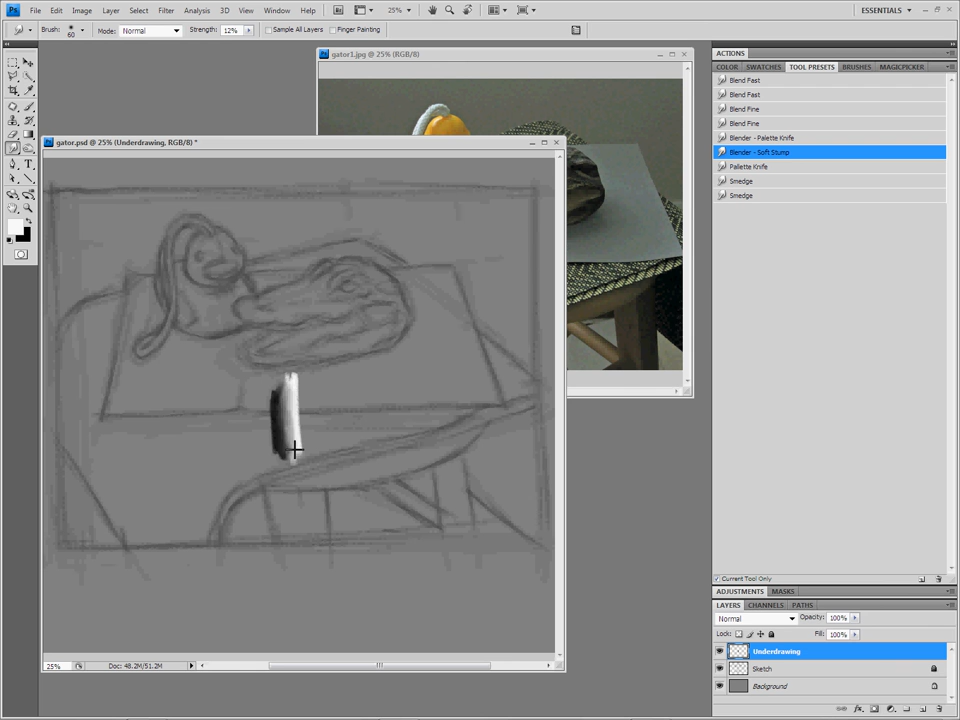 Ps File Edit Image Layer Select Filter Analysis 3D View Window Help Br 25% ESSENTIALS
Brush: 60 Mode: Normal Strength: 12% Sample All Layers Finger Painting
gator1.jpg @ 25% (RGB/8)
gator.psd @ 25% (Underdrawing, RGB/8) *
25% Doc: 48.2M/51.2M
T
ACTIONS
COLOR SWATCHES TOOL PRESETS BRUSHES MAGICPICKER
Blend Fast
Blend Fast
Blend Fine
Blend Fine
Blender - Palette Knife
Blender - Soft Stump
Pallette Knife
Smedge
Smedge
Current Tool Only
ADJUSTMENTS MASKS
LAYERS CHANNELS PATHS
Normal Opacity: 100%
Lock: Fill: 100%
Underdrawing
Sketch
Background
fx